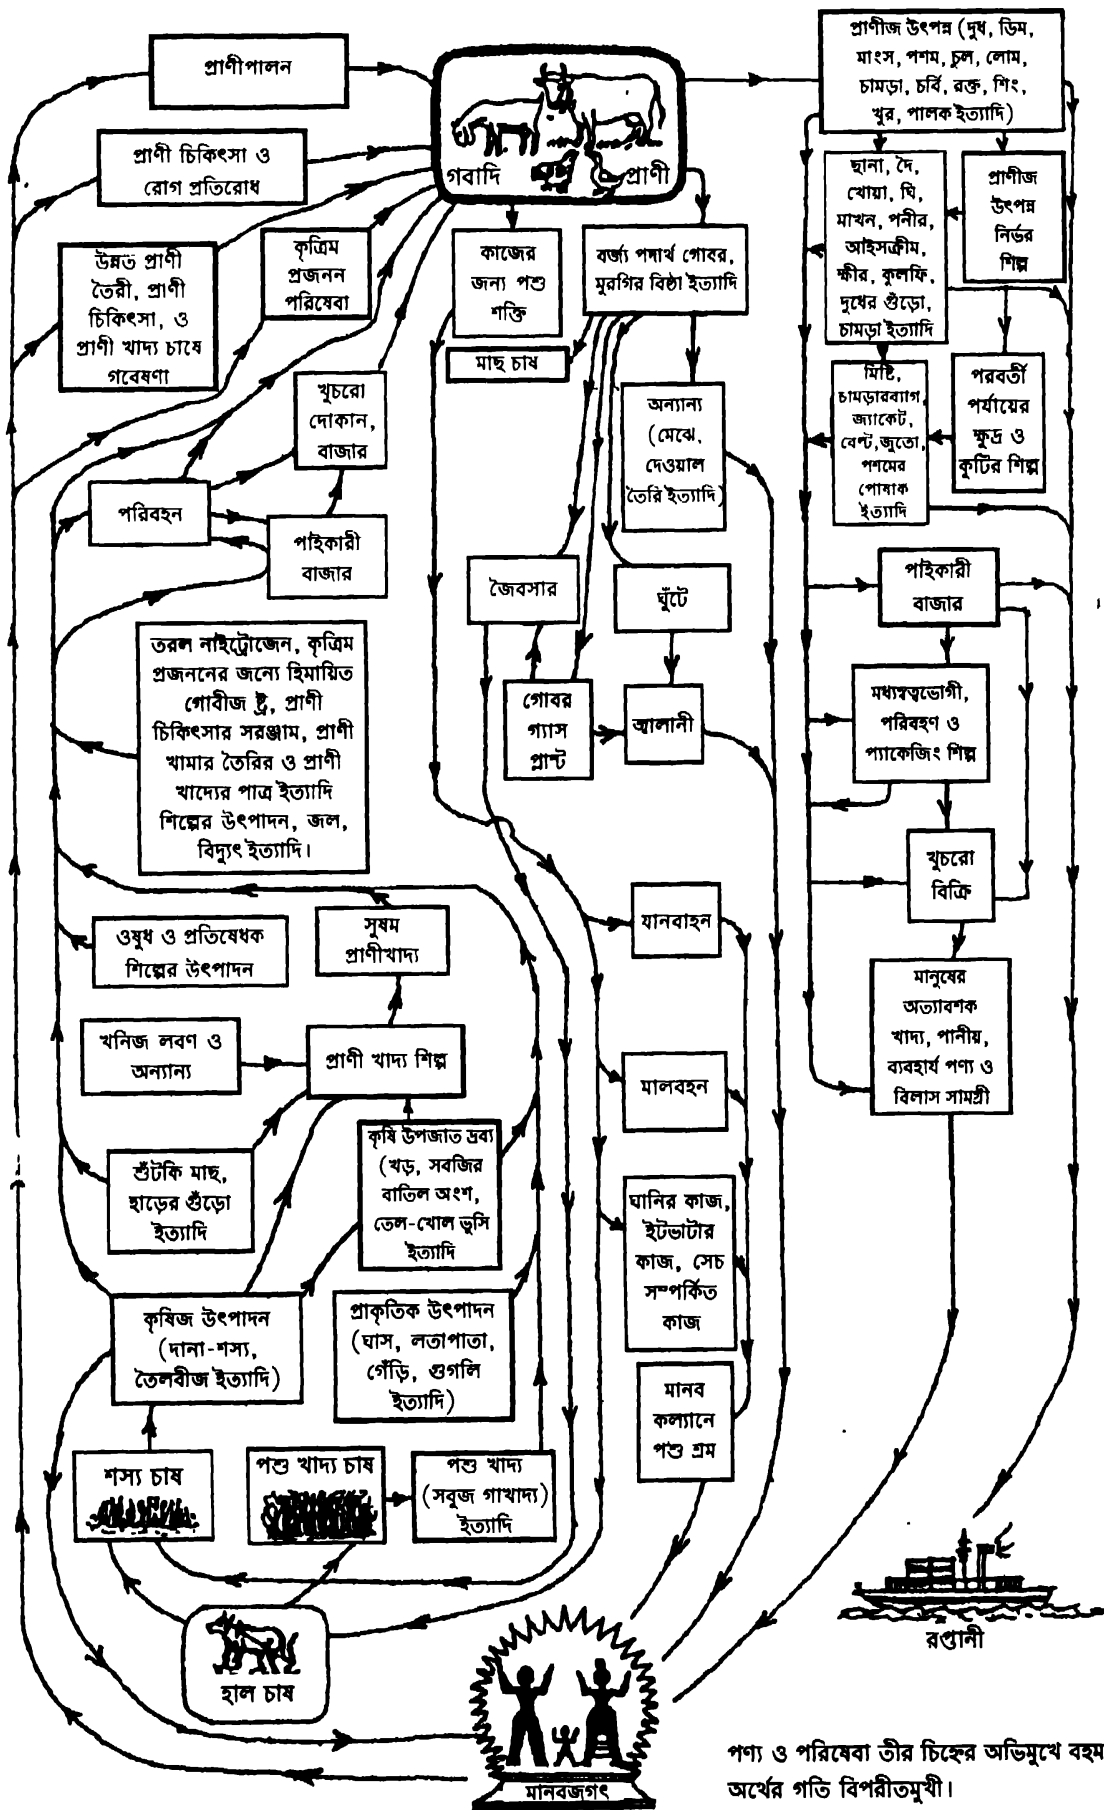 প্রাণীপালন
প্রাণী চিকিৎসা ও
রোগ প্রতিরোধ
উন্নত প্রাণী
তৈরী, প্রাণী
চিকিৎসা, ও
প্রাণী খাদ্য চাষে
গবেষণা
কৃত্রিম
প্রজনন
পরিষেবা
গবাদি
প্রাণী
কাজের
জন্য পশু
শক্তি
বর্জ্য পদার্থ গোবর,
মুরগির বিষ্ঠা ইত্যাদি
মাছ চাষ
অন্যান্য
(মেঝে,
দেওয়াল
তৈরি ইত্যাদি)
প্রাণীজ উৎপন্ন (দুধ, ডিম,
মাংস, পশম, চুল, লোম,
চামড়া, চর্বি, রক্ত, শিং,
খুর, পালক ইত্যাদি)
ছানা, দৈ,
খোয়া, ঘি,
মাখন, পনীর,
আইসক্রীম,
ক্ষীর, কুলফি,
দুধের গুঁড়ো,
চামড়া ইত্যাদি
প্রাণীজ
উৎপন্ন
নির্ভর
শিল্প
মিষ্টি,
চামড়ারব্যাগ,
জ্যাকেট,
বেল্ট,জুতো,
পশমের
পোষাক
ইত্যাদি
পরবর্তী
পর্যায়ের
ক্ষুদ্র ও
কুটির শিল্প
খুচরো
দোকান,
বাজার
পরিবহন
পাইকারী
বাজার
জৈবসার
ঘুঁটে
গোবর
গ্যাস
প্লান্ট
জ্বালানী
পাইকারী
বাজার
মধ্যস্বত্বভোগী,
পরিবহণ ও
প্যাকেজিং শিল্প
খুচরো
বিক্রি
মানুষের
অত্যাবশক
খাদ্য, পানীয়,
ব্যবহার্য পণ্য ও
বিলাস সামগ্রী
তরল নাইট্রোজেন, কৃত্রিম
প্রজননের জন্যে হিমায়িত
গোবীজ ষ্ট্র, প্রাণী
চিকিৎসার সরঞ্জাম, প্রাণী
খামার তৈরির ও প্রাণী
খাদ্যের পাত্র ইত্যাদি
শিল্পের উৎপাদন, জল,
বিদ্যুৎ ইত্যাদি।
ওষুধ ও প্রতিষেধক
শিল্পের উৎপাদন
সুষম
প্রাণীখাদ্য
খনিজ লবণ ও
অন্যান্য
প্রাণী খাদ্য শিল্প
শুঁটকি মাছ,
হাড়ের গুঁড়ো
ইত্যাদি
কৃষি উপজাত দ্রব্য
(খড়, সবজির
বাতিল অংশ,
তেল-খোল ভুসি
ইত্যাদি
কৃষিজ উৎপাদন
(দানা-শস্য,
তৈলবীজ ইত্যাদি)
প্রাকৃতিক উৎপাদন
(ঘাস, লতাপাতা,
গেঁড়ি, গুগলি
ইত্যাদি)
শস্য চাষ
পশু খাদ্য চাষ
পশু খাদ্য
(সবুজ গাখাদ্য)
ইত্যাদি
হাল চাষ
যানবাহন
মালবহন
ঘানির কাজ,
ইটভাটার
কাজ, সেচ
সম্পর্কিত
কাজ
মানব
কল্যানে
পশু শ্রম
রপ্তানী
মানবজগৎ
পণ্য ও পরিষেবা তীর চিহ্নের অভিমুখে বহম
অর্থের গতি বিপরীতমুখী।